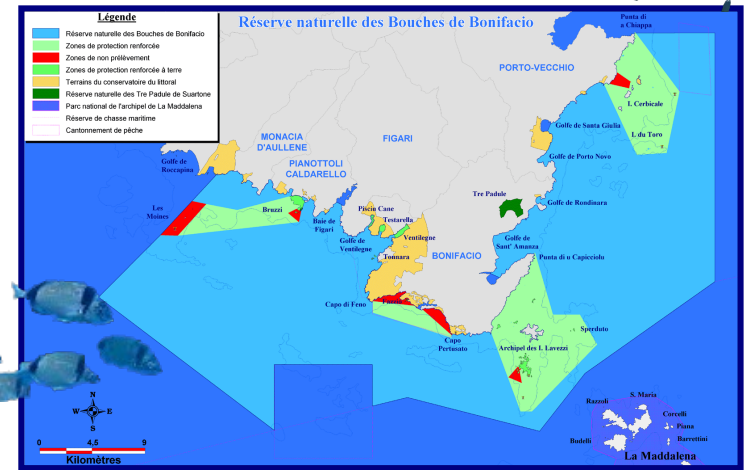 Réserve naturelle des Bouches de Bonifacio
Légende
Réserve naturelle des Bouches de Bonifacio
Zones de protection renforcée
Zones de non prélèvement
Zones de protection renforcée à terre
Terrains du conservatoire du littoral
Réserve naturelle des Tre Padule de Suartone
Parc national de l'archipel de La Maddalena
Réserve de chasse maritime
Cantonnement de pêche
Punta di
a Chiappa
PORTO-VECCHIO
I. Cerbicale
I. du Toro
Golfe de Santa Giulia
Golfe de Porto Novo
MONACIA
D'AULLENE
FIGARI
PIANOTTOLI
CALDARELLO
Golfe de
Roccapina
Tre Padule
Golfe de Rondinara
Les
Moines
Bruzzi
Baie de
Figari
Piscin Cane
Testarella
Ventilegne
Golfe de
Ventilegne
Tonnara
BONIFACIO
Golfe de
Sant' Amanza
Punta di u Capicciolu
Capo di Feno
Capo
Pertusato
Sperduto
Archipel des I. Lavezzi
N
W
E
S
0
4,5
9
Kilomètres
S. Maria
Razzoli
Corcelli
Piana
Budelli
Barrettini
La Maddalena